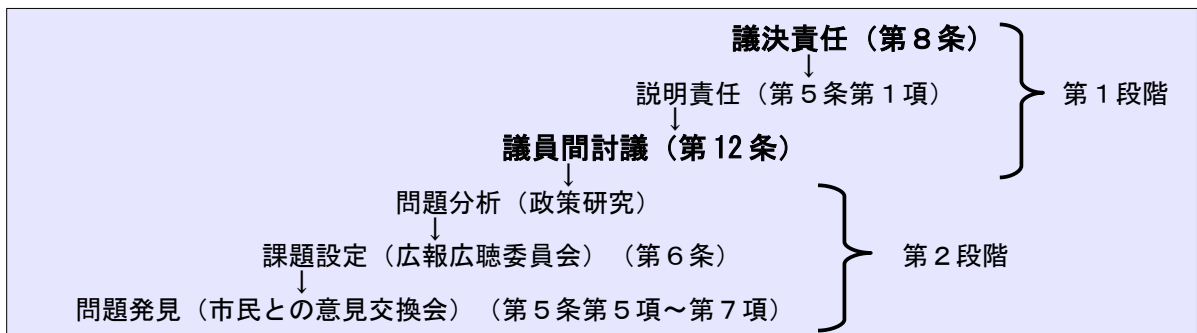 議決責任（第８条）
↓
説明責任（第５条第１項）
第１段階
↓
議員間討議（第12条）
↓
問題分析（政策研究）
↓
課題設定（広報広聴委員会）（第６条）
第２段階
↓
問題発見（市民との意見交換会）（第５条第５項～第７項）